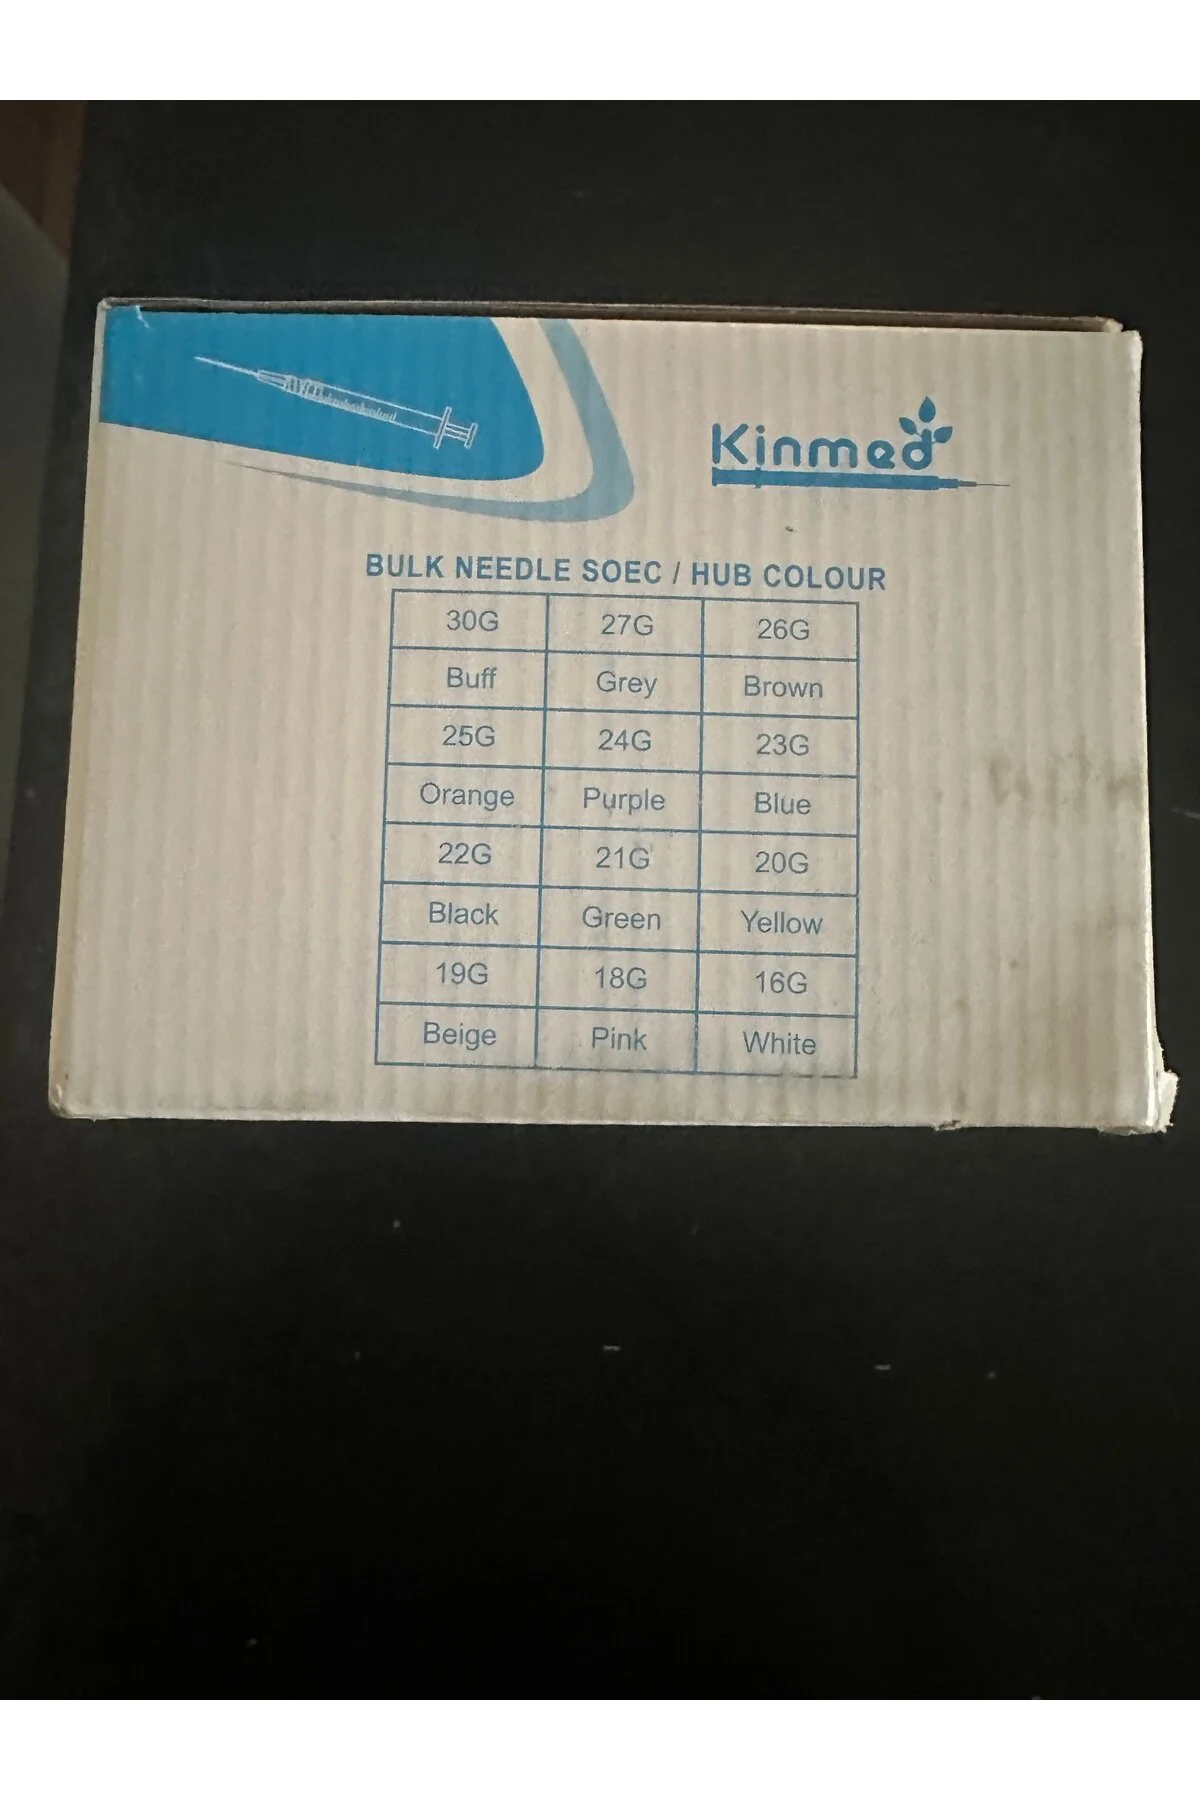 Kinmed
BULK NEEDLE SOEC / HUB COLOUR
30G 27G 26G
Buff Grey Brown
25G 24G 23G
Orange Purple Blue
22G 21G 20G
Black Green Yellow
19G 18G 16G
Beige Pink White